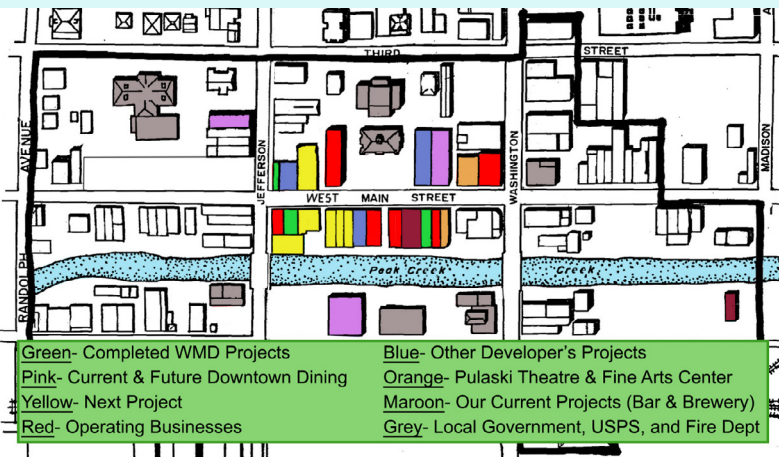 THIRD STREET
AVENUE
RANDOLPH
JEFFERSON
WASHINGTON
MADISON
A
WEST MAIN STREET
Peak Creek
Creek
Green- Completed WMD Projects
Pink- Current & Future Downtown Dining
Yellow- Next Project
Red- Operating Businesses
Blue- Other Developer's Projects
Orange- Pulaski Theatre & Fine Arts Center
Maroon- Our Current Projects (Bar & Brewery)
Grey- Local Government, USPS, and Fire Dept